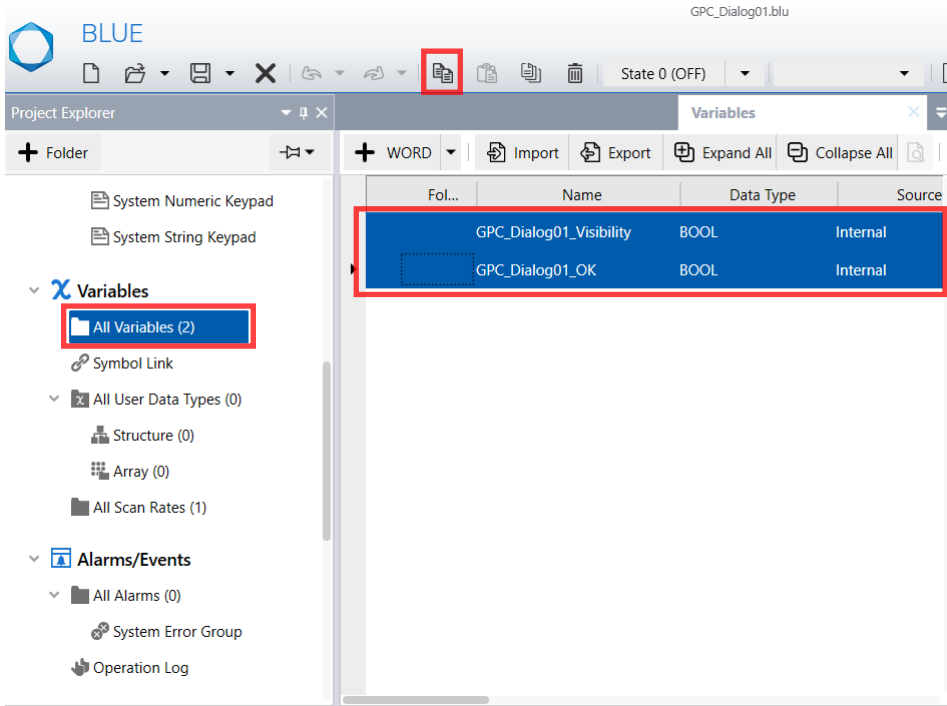 GPC_Dialog01.blu
BLUE
State 0 (OFF)
Project Explorer
Variables
Folder
WORD
Import
Export
Expand All
Collapse All
Fol...
Name
Data Type
Source
System Numeric Keypad
System String Keypad
GPC_Dialog01_Visibility BOOL Internal
GPC_Dialog01_OK BOOL Internal
Variables
All Variables (2)
Symbol Link
All User Data Types (0)
Structure (0)
Array (0)
All Scan Rates (1)
Alarms/Events
All Alarms (0)
System Error Group
Operation Log